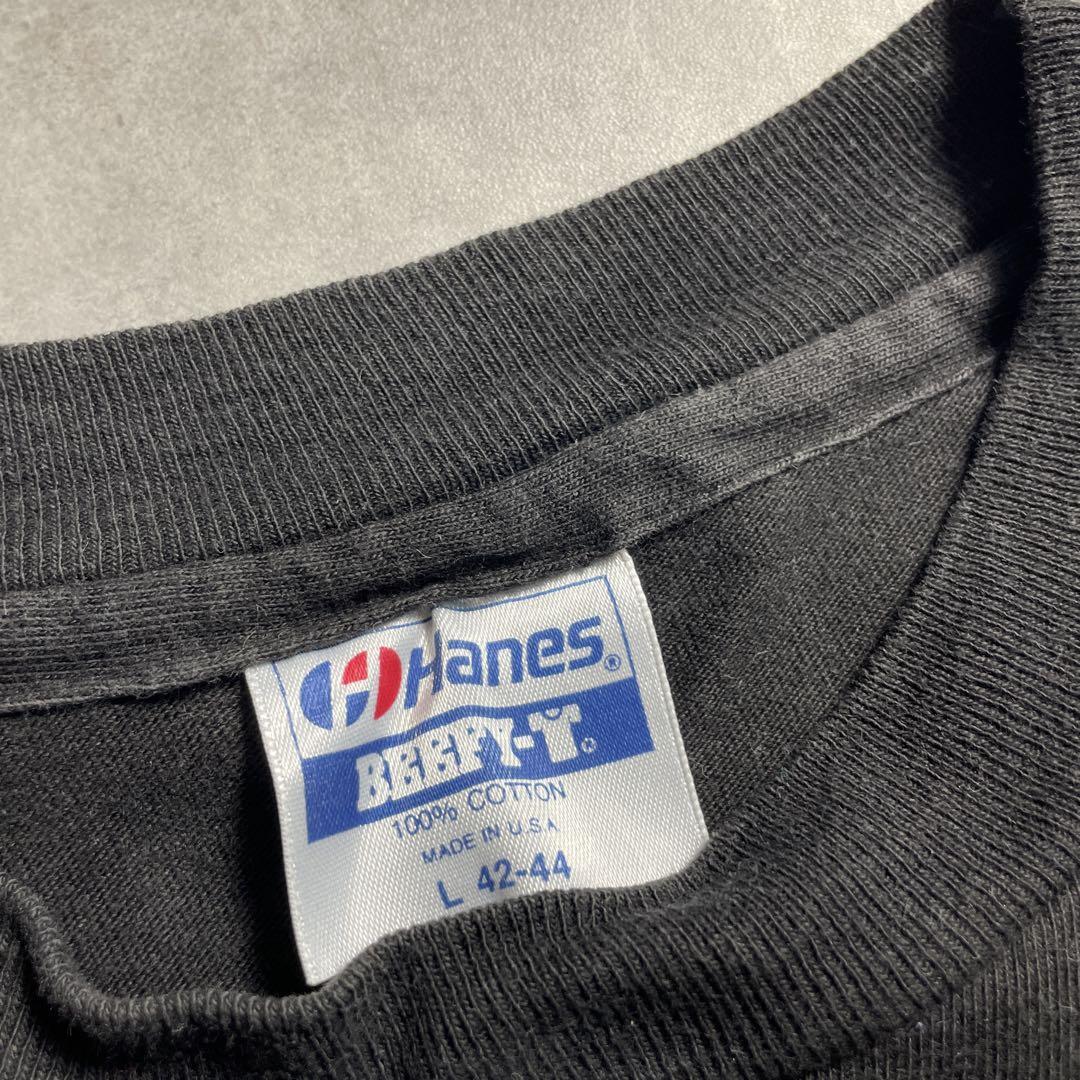 Hanes®
BEEFY-T®
100% COTTON
MADE IN U.S.A.
L 42-44